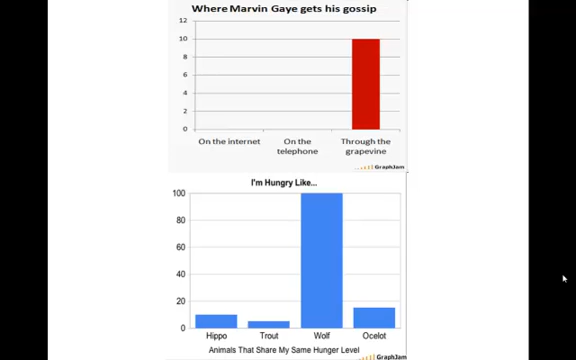 Where Marvin Gaye gets his gossip
12
10
8
6
4
2
0
On the internet
On the
telephone
Through the
grapevine
GraphJam
I'm Hungry Like...
100
80
60
40
20
0
Hippo
Trout
Wolf
Ocelot
Animals That Share My Same Hunger Level
GraphJam